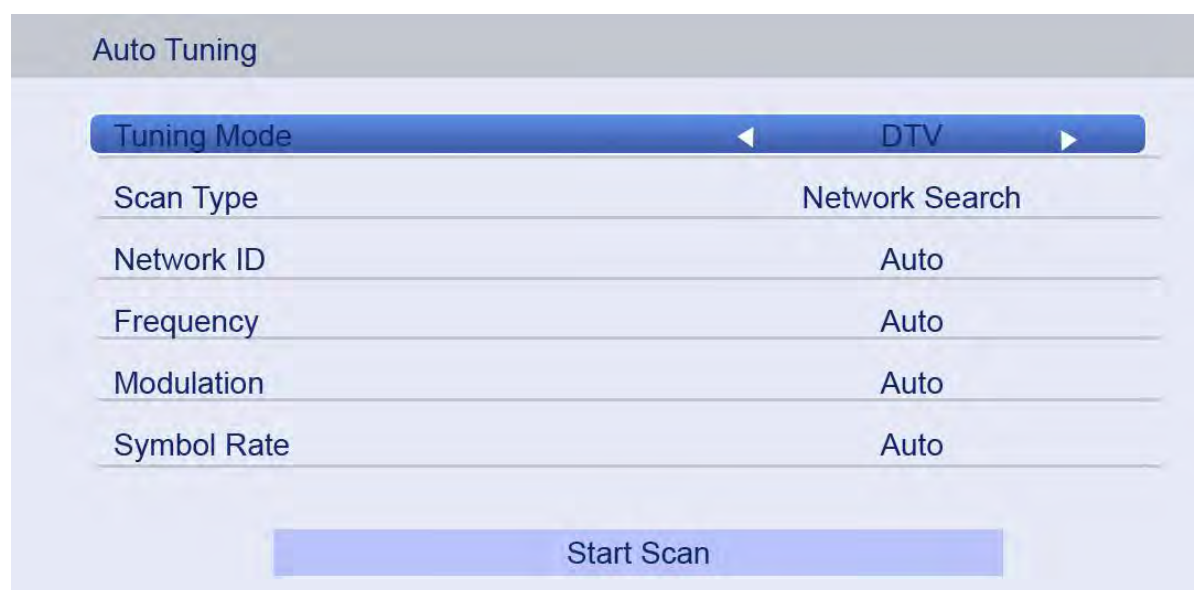 Auto Tuning
Tuning Mode DTV
Scan Type Network Search
Network ID Auto
Frequency Auto
Modulation Auto
Symbol Rate Auto
Start Scan